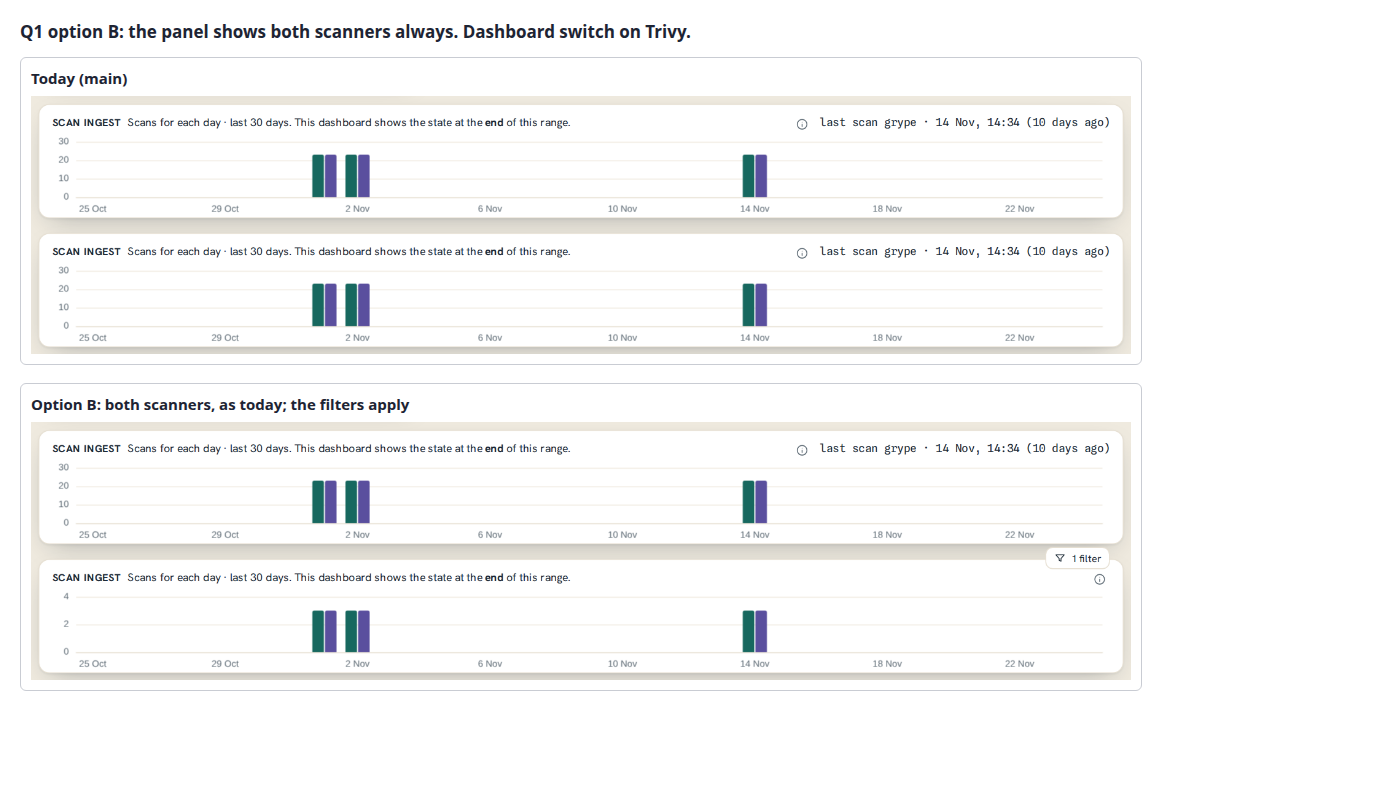 Q1 option B: the panel shows both scanners always. Dashboard switch on Trivy.
Today (main)
SCAN INGEST Scans for each day · last 30 days. This dashboard shows the state at the end of this range.
last scan grype · 14 Nov, 14:34 (10 days ago)
30
20
10
0
25 Oct 29 Oct 2 Nov 6 Nov 10 Nov 14 Nov 18 Nov 22 Nov
SCAN INGEST Scans for each day · last 30 days. This dashboard shows the state at the end of this range.
last scan grype · 14 Nov, 14:34 (10 days ago)
30
20
10
0
25 Oct 29 Oct 2 Nov 6 Nov 10 Nov 14 Nov 18 Nov 22 Nov
Option B: both scanners, as today; the filters apply
SCAN INGEST Scans for each day · last 30 days. This dashboard shows the state at the end of this range.
last scan grype · 14 Nov, 14:34 (10 days ago)
30
20
10
0
25 Oct 29 Oct 2 Nov 6 Nov 10 Nov 14 Nov 18 Nov 22 Nov
1 filter
SCAN INGEST Scans for each day · last 30 days. This dashboard shows the state at the end of this range.
4
2
0
25 Oct 29 Oct 2 Nov 6 Nov 10 Nov 14 Nov 18 Nov 22 Nov